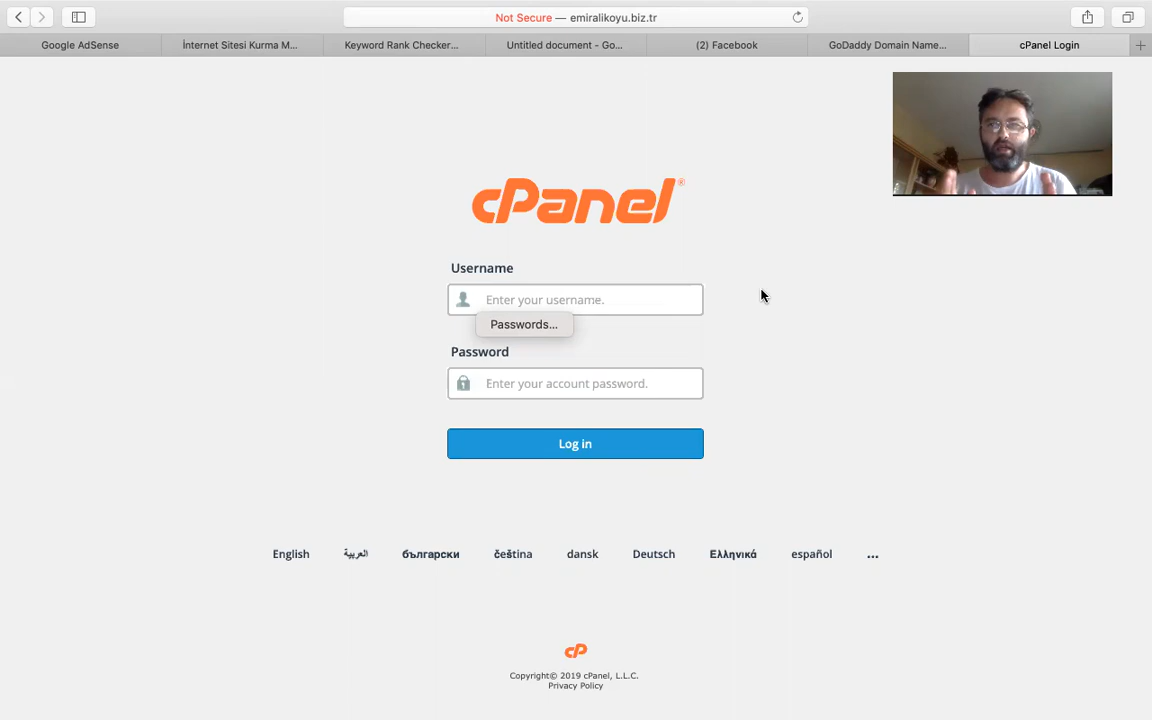 Not Secure — emiralikoyu.biz.tr
Google AdSense
İnternet Sitesi Kurma M...
Keyword Rank Checker...
Untitled document - Go...
(2) Facebook
GoDaddy Domain Name...
cPanel Login
cPanel®
Username
Enter your username.
Passwords...
Password
Enter your account password.
Log in
English
العربية
български
čeština
dansk
Deutsch
Ελληνικά
español
...
cP
Copyright© 2019 cPanel, L.L.C.
Privacy Policy